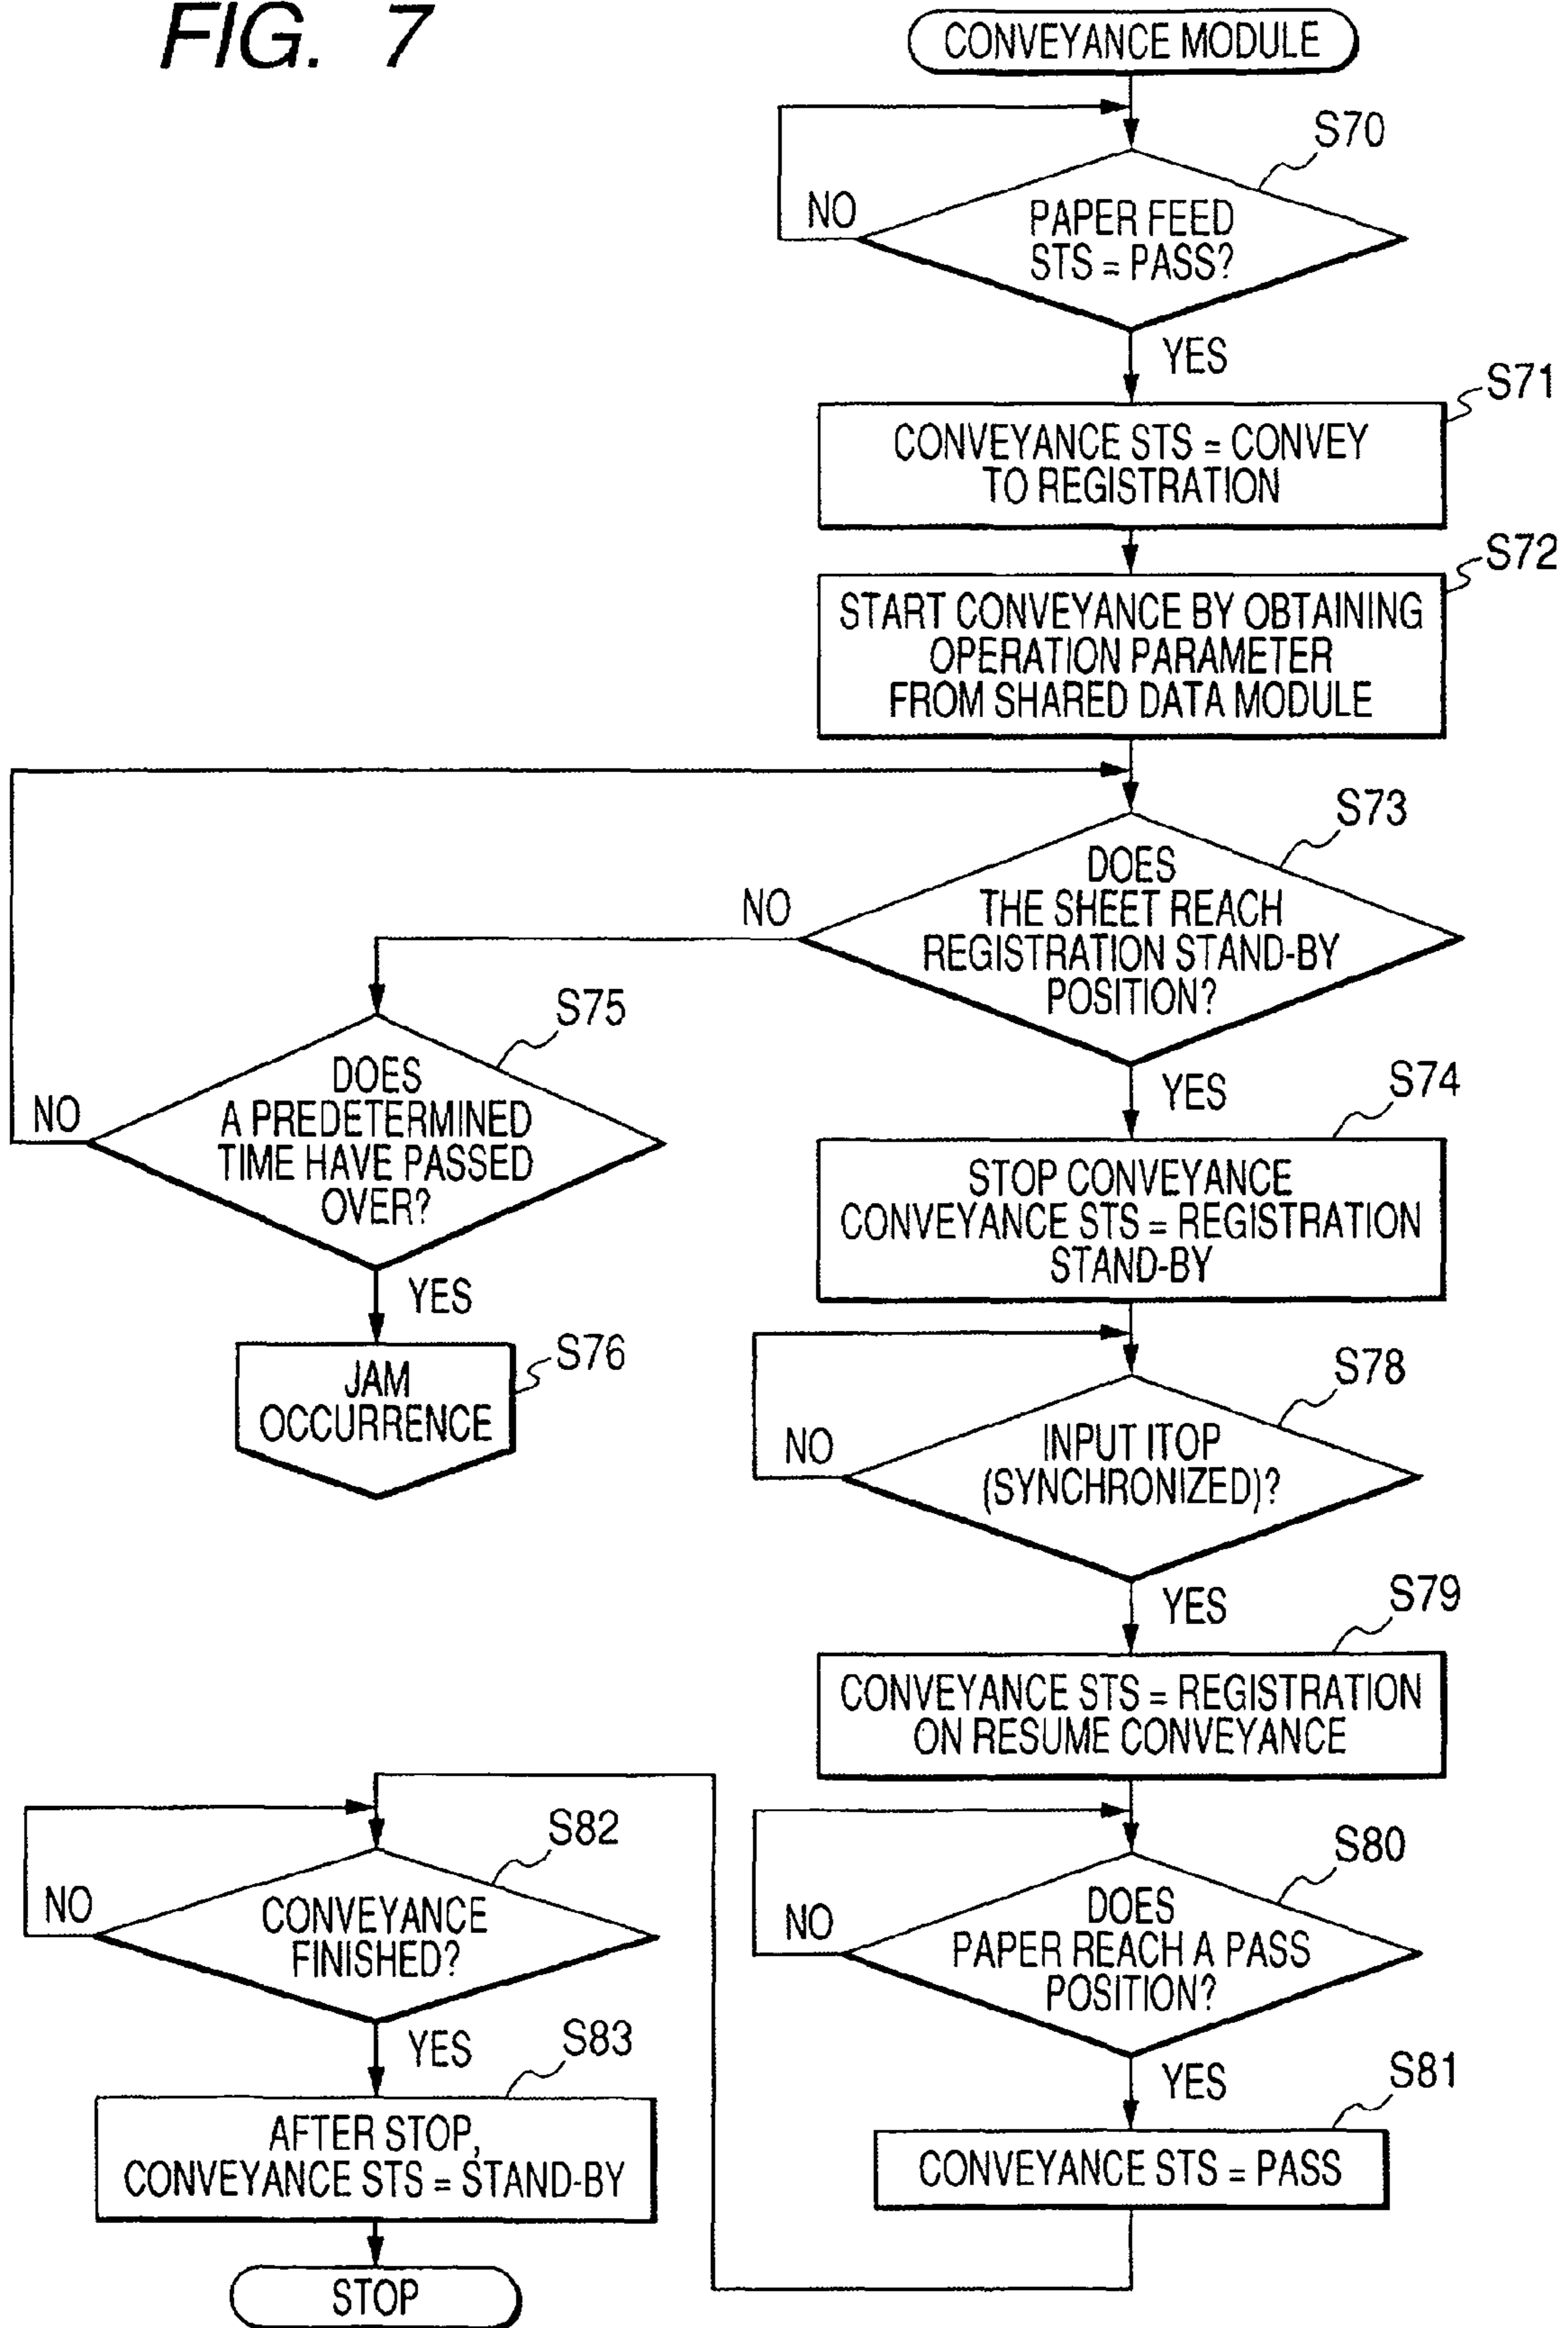 FIG. 7
CONVEYANCE MODULE
S70
NO
PAPER FEED
STS = PASS?
YES
S71
CONVEYANCE STS = CONVEY
TO REGISTRATION
S72
START CONVEYANCE BY OBTAINING
OPERATION PARAMETER
FROM SHARED DATA MODULE
S73
NO
DOES
THE SHEET REACH
REGISTRATION STAND-BY
POSITION?
S75
DOES
A PREDETERMINED
TIME HAVE PASSED
OVER?
NO
YES
S76
JAM
OCCURRENCE
YES
S74
STOP CONVEYANCE
CONVEYANCE STS = REGISTRATION
STAND-BY
S78
NO
INPUT ITOP
(SYNCHRONIZED)?
YES
S79
CONVEYANCE STS = REGISTRATION
ON RESUME CONVEYANCE
S80
NO
DOES
PAPER REACH A PASS
POSITION?
YES
S81
CONVEYANCE STS = PASS
S82
NO
CONVEYANCE
FINISHED?
YES
S83
AFTER STOP,
CONVEYANCE STS = STAND-BY
STOP